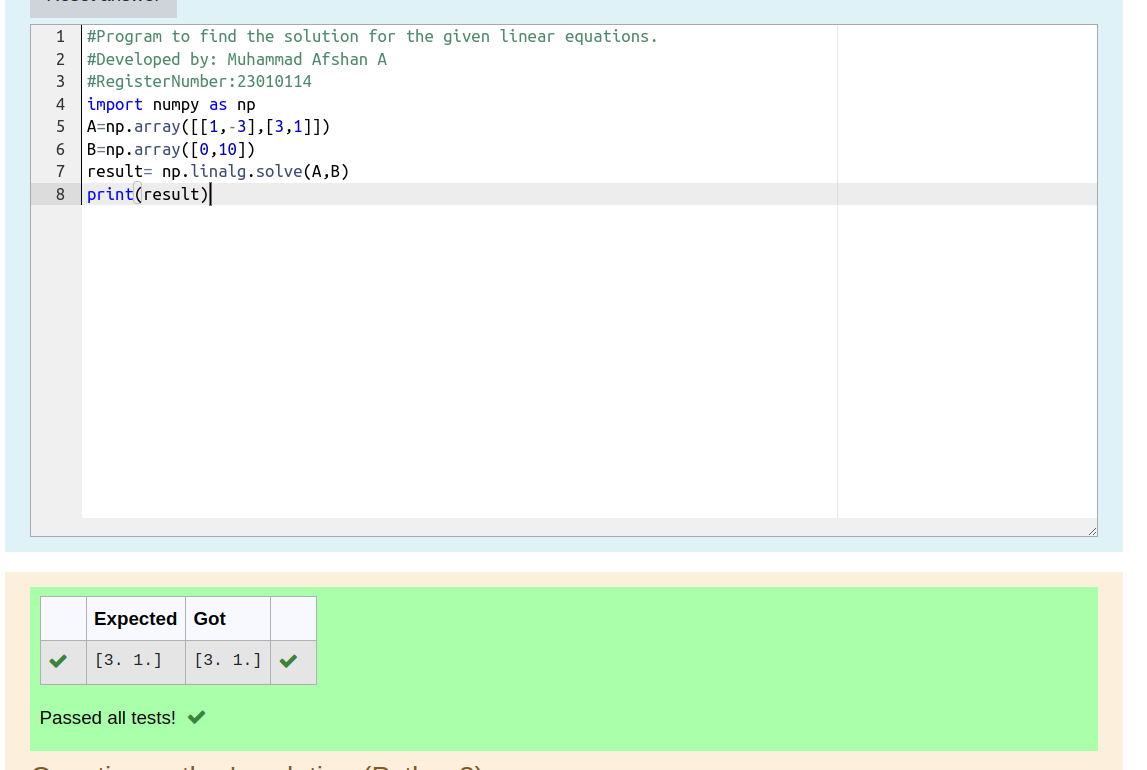 1 #Program to find the solution for the given linear equations.
2 #Developed by: Muhammad Afshan A
3 #RegisterNumber:23010114
4 import numpy as np
5 A=np.array([[1,-3],[3,1]])
6 B=np.array([0,10])
7 result= np.linalg.solve(A,B)
8 print(result)
Expected Got
[3. 1.] [3. 1.]
Passed all tests!